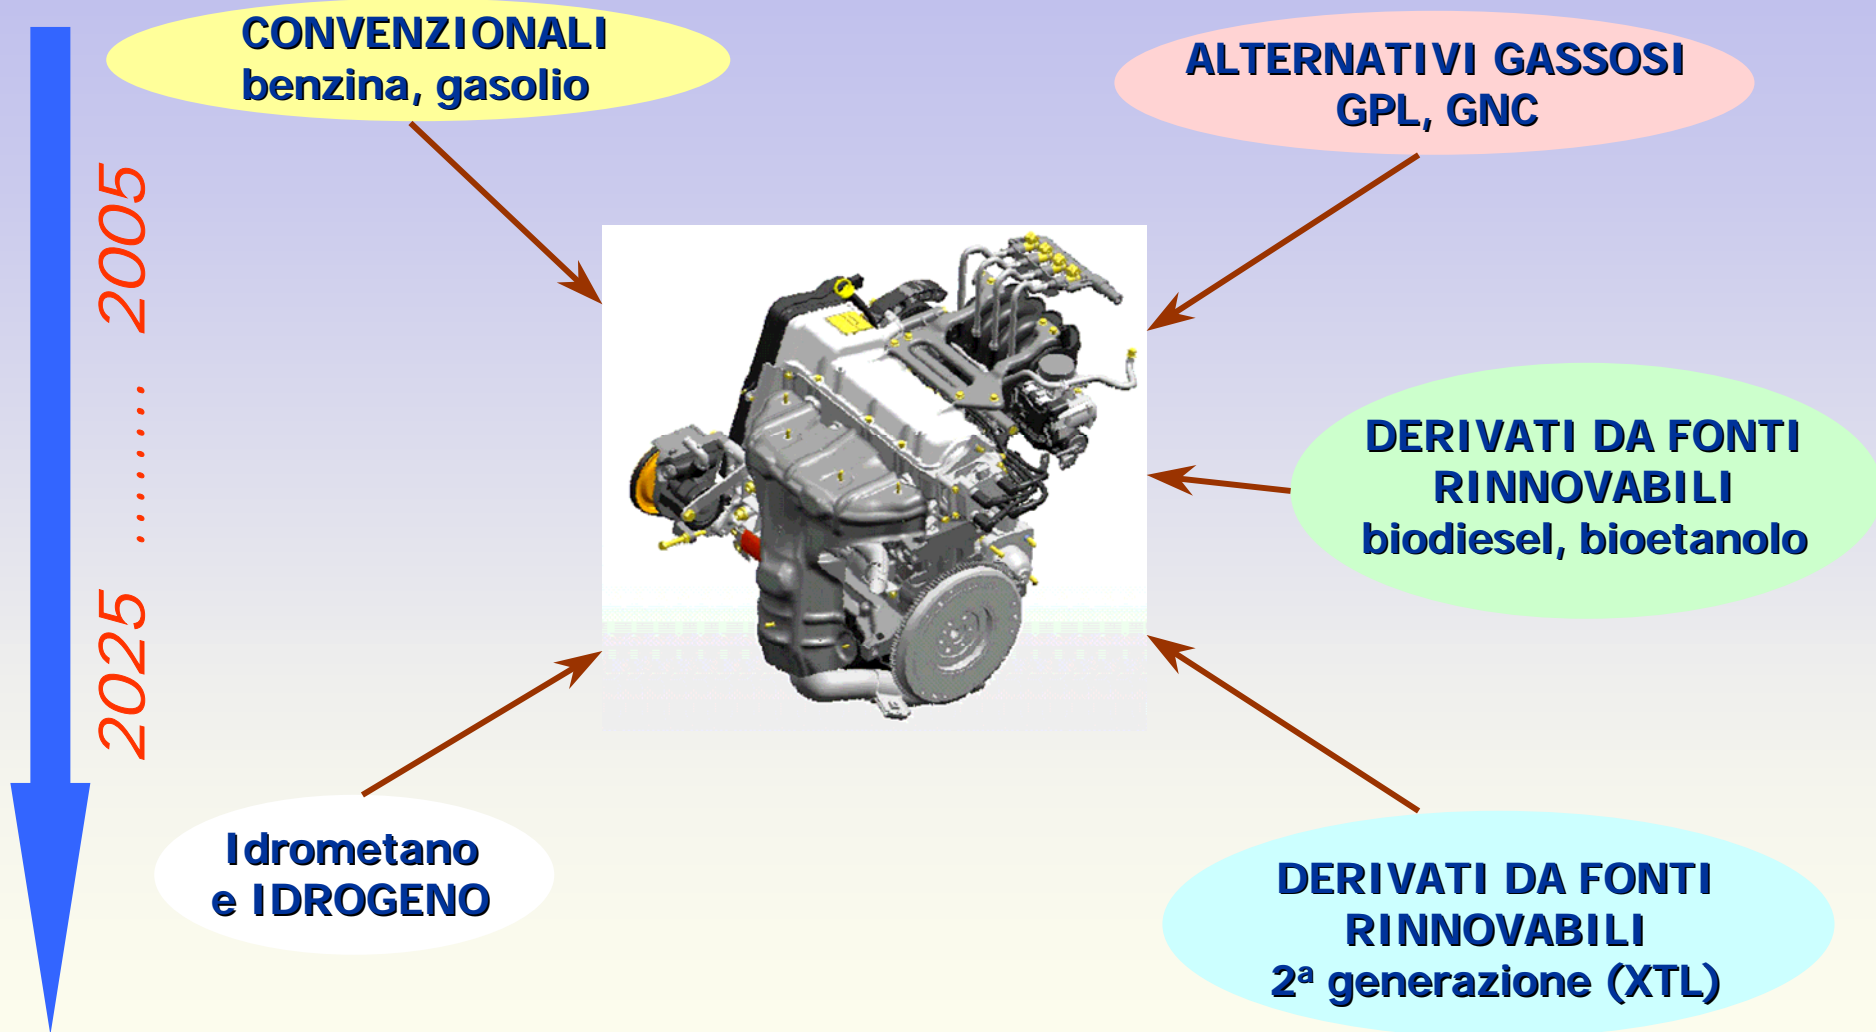 CONVENZIONALI
benzina, gasolio
ALTERNATIVI GASSOSI
GPL, GNC
2005
.........
2025
DERIVATI DA FONTI
RINNOVABILI
biodiesel, bioetanolo
Idrometano
e IDROGENO
DERIVATI DA FONTI
RINNOVABILI
2ª generazione (XTL)